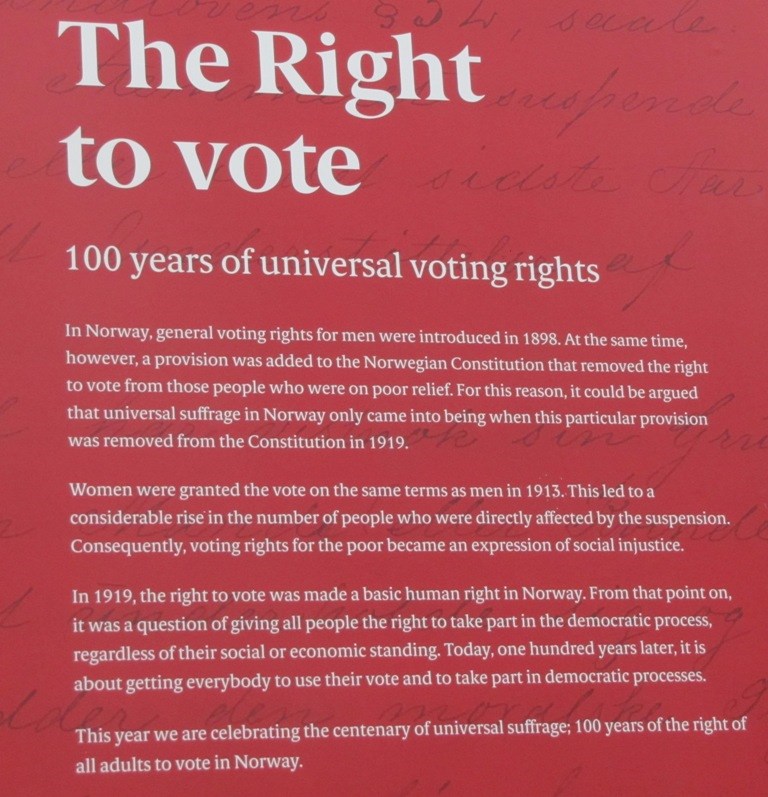 The Right
to vote
100 years of universal voting rights
In Norway, general voting rights for men were introduced in 1898. At the same time,
however, a provision was added to the Norwegian Constitution that removed the right
to vote from those people who were on poor relief. For this reason, it could be argued
that universal suffrage in Norway only came into being when this particular provision
was removed from the Constitution in 1919.
Women were granted the vote on the same terms as men in 1913. This led to a
considerable rise in the number of people who were directly affected by the suspension.
Consequently, voting rights for the poor became an expression of social injustice.
In 1919, the right to vote was made a basic human right in Norway. From that point on,
it was a question of giving all people the right to take part in the democratic process,
regardless of their social or economic standing. Today, one hundred years later, it is
about getting everybody to use their vote and to take part in democratic processes.
This year we are celebrating the centenary of universal suffrage; 100 years of the right of
all adults to vote in Norway.